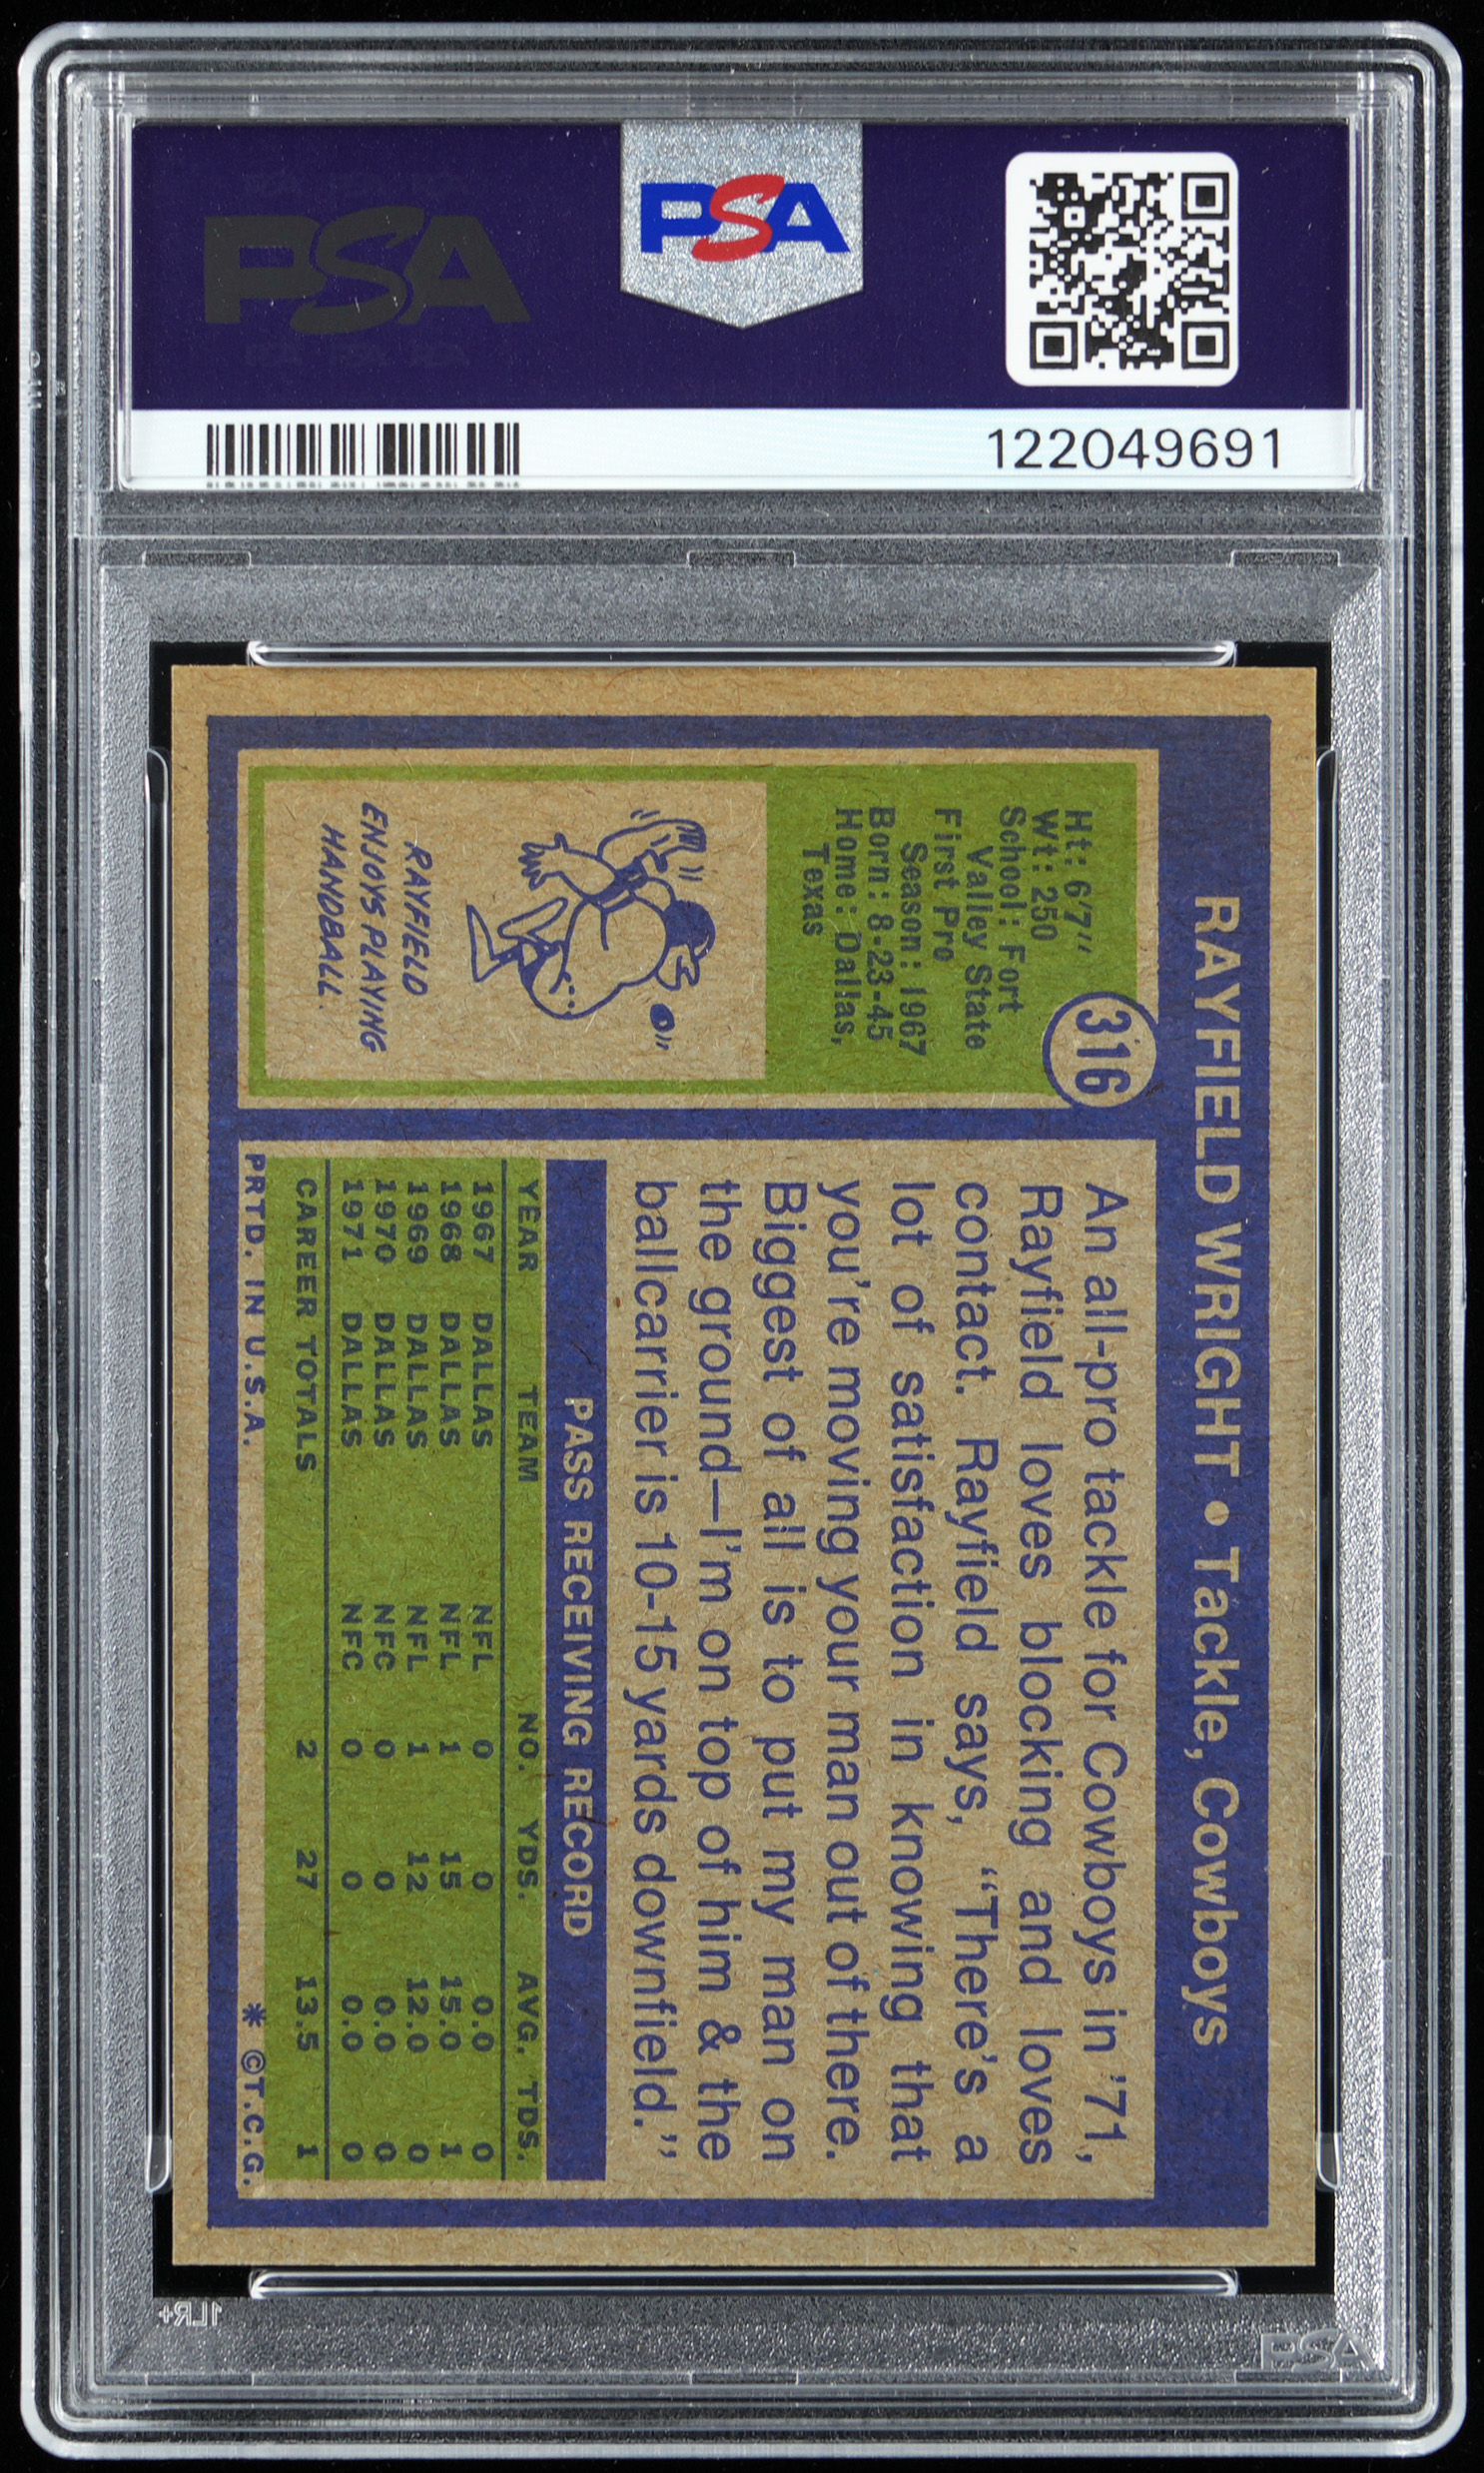 PSA
PSA
122049691
RAYFIELD WRIGHT • Tackle, Cowboys
316
Ht: 6'7"
Wt: 250
School: Fort
Valley State
First Pro
Season: 1967
Born: 8-23-45
Home: Dallas,
Texas
RAYFIELD
ENJOYS PLAYING
HANDBALL.
An all-pro tackle for Cowboys in '71,
Rayfield loves blocking and loves
contact. Rayfield says, "There's a
lot of satisfaction in knowing that
you're moving your man out of there.
Biggest of all is to put my man on
the ground—I'm on top of him & the
ballcarrier is 10-15 yards downfield."
PASS RECEIVING RECORD
YEAR TEAM NO. YDS. AVG. TDS.
1967 DALLAS NFL 0 0 0.0 0
1968 DALLAS NFL 1 15 15.0 1
1969 DALLAS NFL 1 12 12.0 0
1970 DALLAS NFC 0 0 0.0 0
1971 DALLAS NFC 0 0 0.0 0
CAREER TOTALS 2 27 13.5 1
PRTD. IN U.S.A. * ©T.C.G.
1LR+
PSA